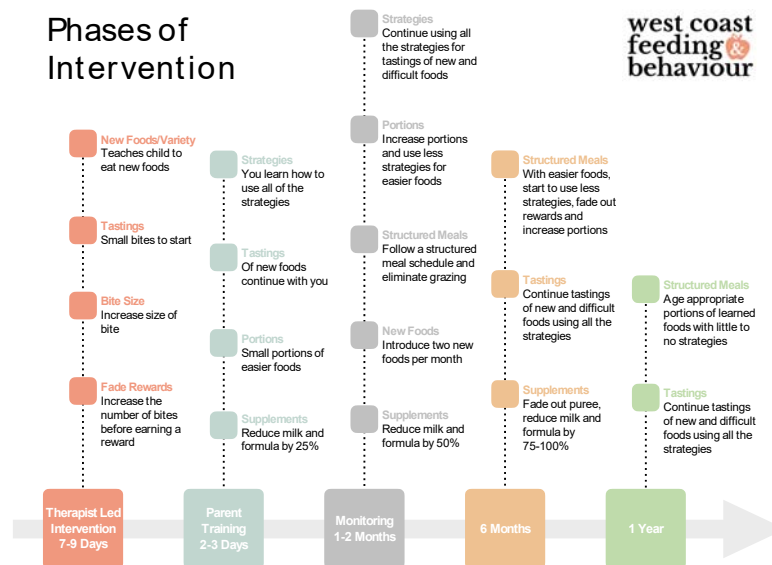 Phases of
Intervention
west coast
feeding &
behaviour
New Foods/Variety
Teaches child to
eat new foods
Tastings
Small bites to start
Bite Size
Increase size of
bite
Fade Rewards
Increase the
number of bites
before earning a
reward
Therapist Led
Intervention
7-9 Days
Strategies
You learn how to
use all of the
strategies
Tastings
Of new foods
continue with you
Portions
Small portions of
easier foods
Supplements
Reduce milk and
formula by 25%
Parent
Training
2-3 Days
Strategies
Continue using all
the strategies for
tastings of new and
difficult foods
Portions
Increase portions
and use less
strategies for
easier foods
Structured Meals
Follow a structured
meal schedule and
eliminate grazing
New Foods
Introduce two new
foods per month
Supplements
Reduce milk and
formula by 50%
Monitoring
1-2 Months
Structured Meals
With easier foods,
start to use less
strategies, fade out
rewards and
increase portions
Tastings
Continue tastings
of new and difficult
foods using all the
strategies
Supplements
Fade out puree,
reduce milk and
formula by
75-100%
6 Months
Structured Meals
Age appropriate
portions of learned
foods with little to
no strategies
Tastings
Continue tastings
of new and difficult
foods using all the
strategies
1 Year